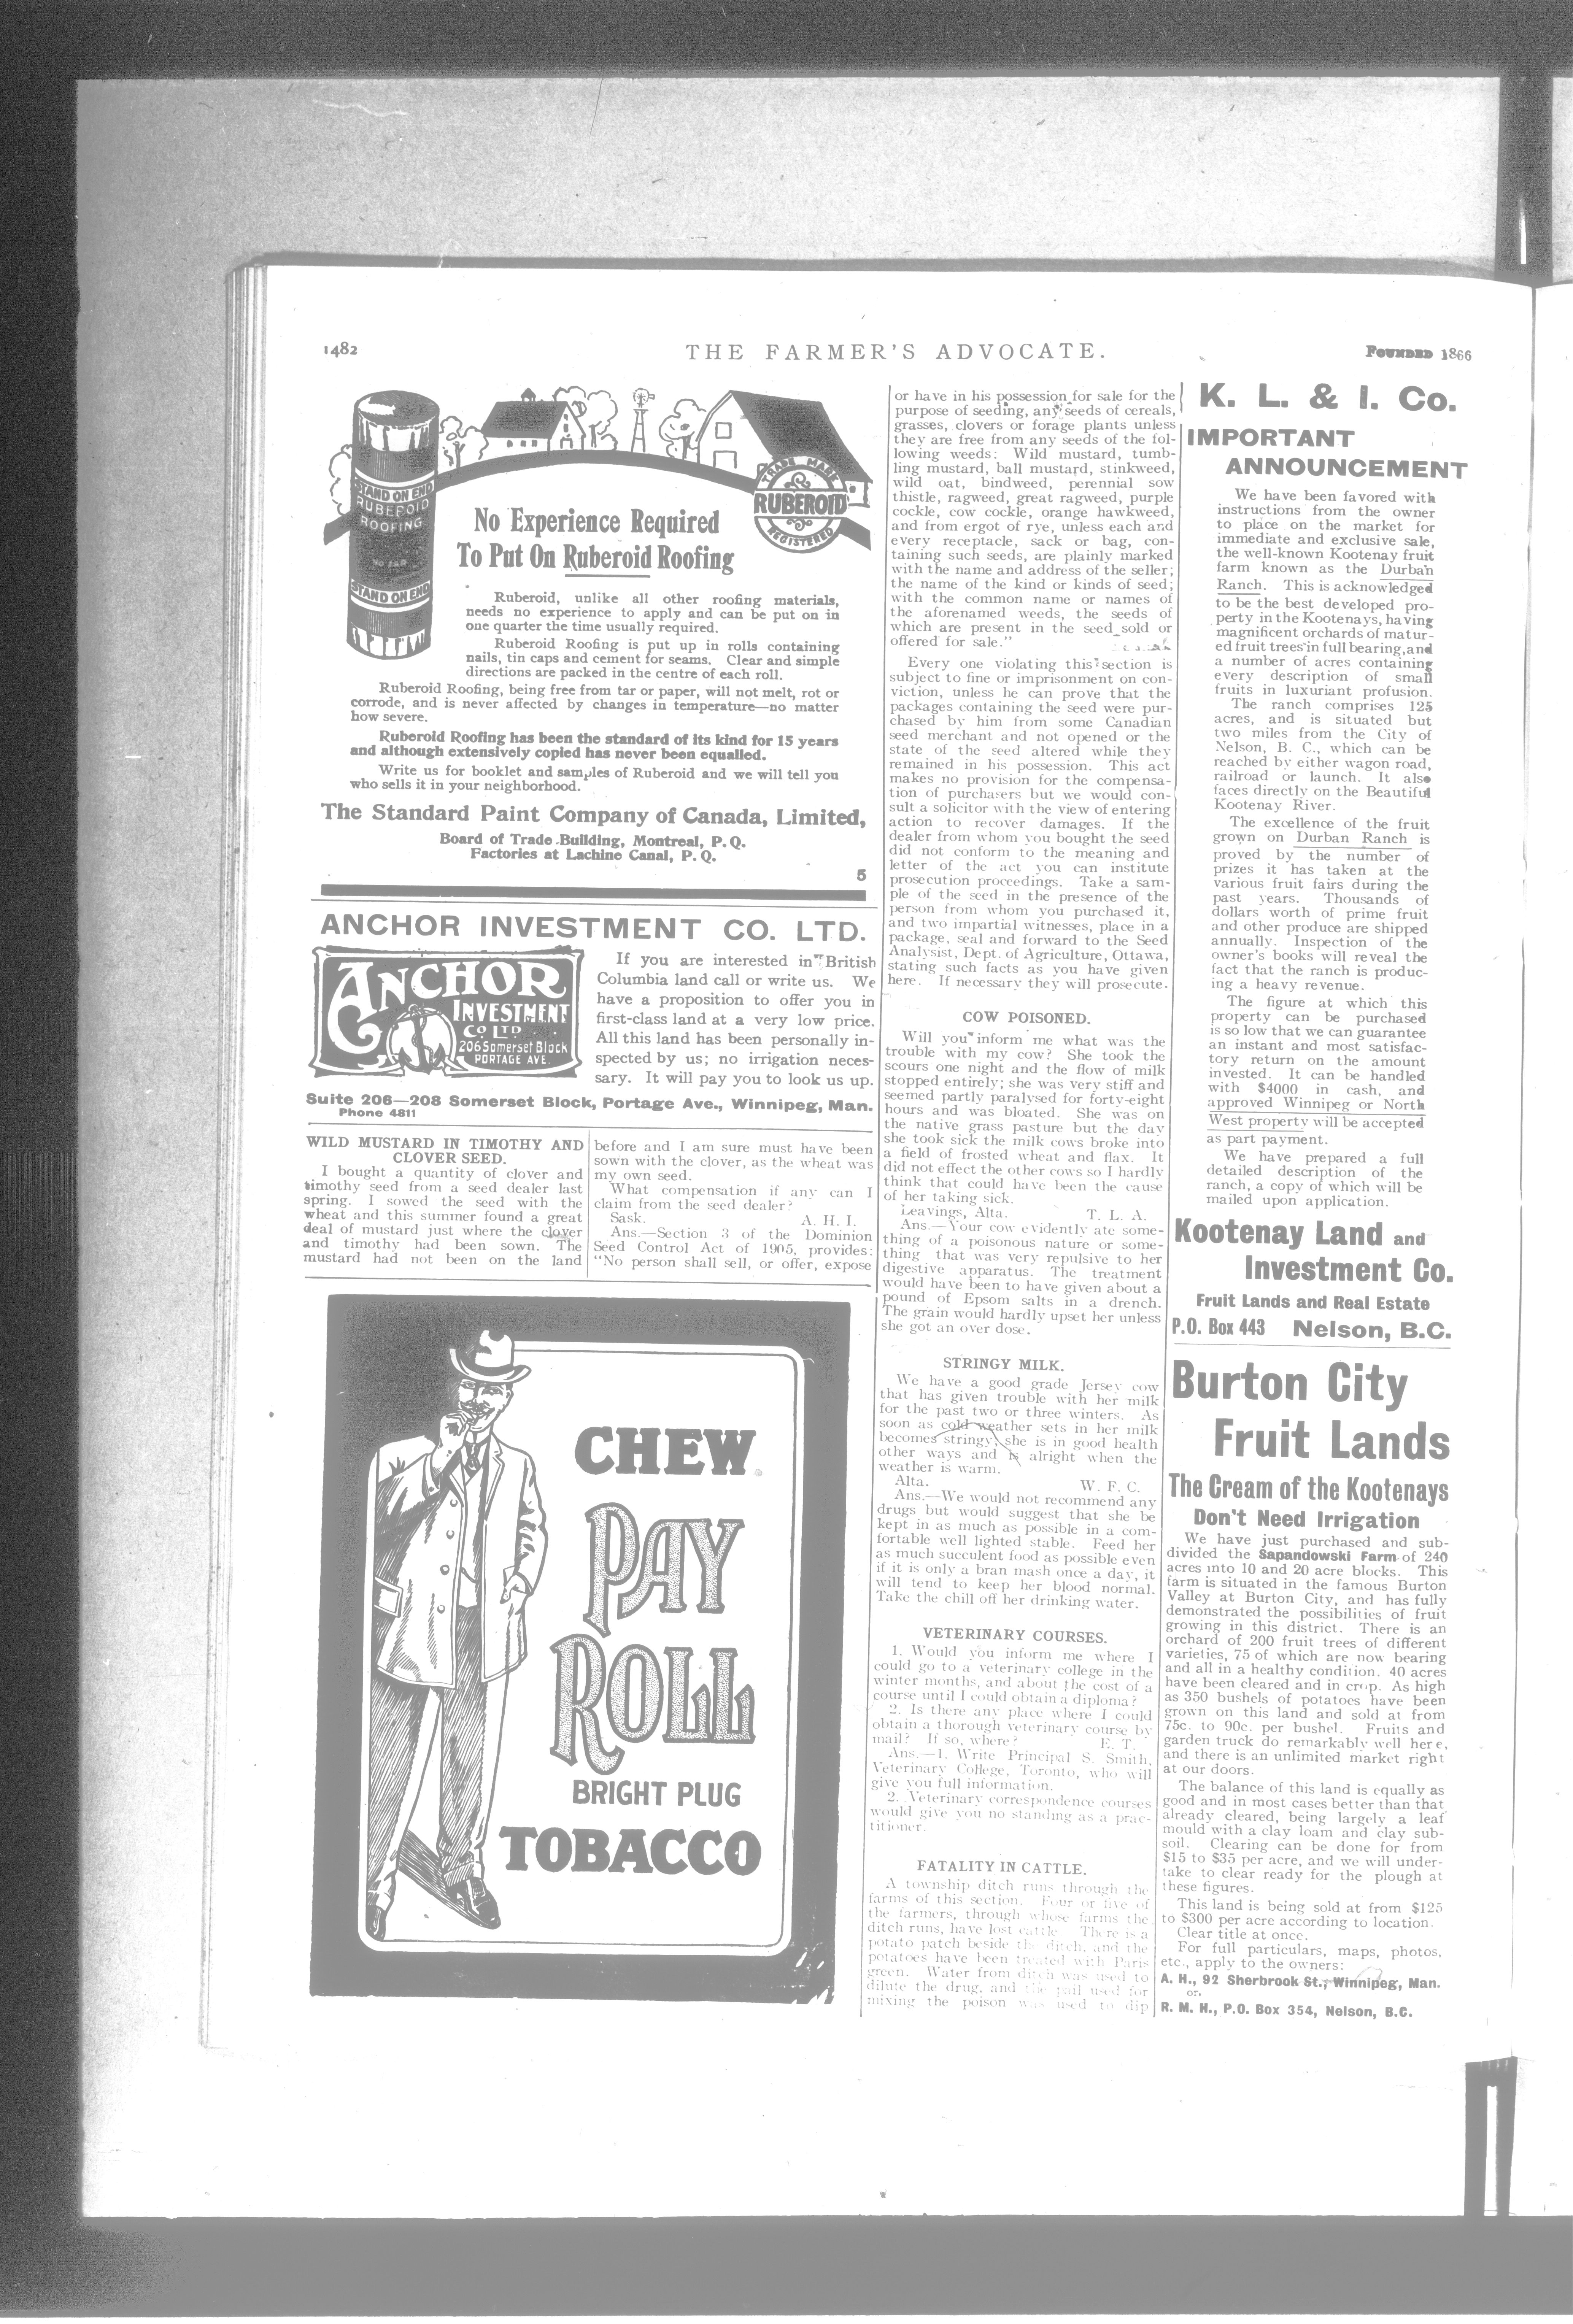 1482
THE FARMER'S ADVOCATE.
FOUNDED 1866
STAND ON END
RUBEROID
ROOFING
NO TAR
STAND ON END
TRADE MARK
RUBEROID
REGISTERED
No Experience Required
To Put On Ruberoid Roofing
Ruberoid, unlike all other roofing materials,
needs no experience to apply and can be put on in
one quarter the time usually required.
Ruberoid Roofing is put up in rolls containing
nails, tin caps and cement for seams. Clear and simple
directions are packed in the centre of each roll.
Ruberoid Roofing, being free from tar or paper, will not melt, rot or
corrode, and is never affected by changes in temperature—no matter
how severe.
Ruberoid Roofing has been the standard of its kind for 15 years
and although extensively copied has never been equalled.
Write us for booklet and samples of Ruberoid and we will tell you
who sells it in your neighborhood.
The Standard Paint Company of Canada, Limited,
Board of Trade Building, Montreal, P. Q.
Factories at Lachine Canal, P. Q.
5
ANCHOR INVESTMENT CO. LTD.
ANCHOR
INVESTMENT
CO LTD
206 Somerset Block
PORTAGE AVE.
If you are interested in British
Columbia land call or write us. We
have a proposition to offer you in
first-class land at a very low price.
All this land has been personally in-
spected by us; no irrigation neces-
sary. It will pay you to look us up.
Suite 206—208 Somerset Block, Portage Ave., Winnipeg, Man.
Phone 4811
WILD MUSTARD IN TIMOTHY AND
CLOVER SEED.
I bought a quantity of clover and
timothy seed from a seed dealer last
spring. I sowed the seed with the
wheat and this summer found a great
deal of mustard just where the clover
and timothy had been sown. The
mustard had not been on the land
before and I am sure must have been
sown with the clover, as the wheat was
my own seed.
What compensation if any can I
claim from the seed dealer?
Sask. A. H. I.
Ans.—Section 3 of the Dominion
Seed Control Act of 1905, provides:
"No person shall sell, or offer, expose
CHEW
PAY
ROLL
BRIGHT PLUG
TOBACCO
or have in his possession for sale for the
purpose of seeding, any seeds of cereals,
grasses, clovers or forage plants unless
they are free from any seeds of the fol-
lowing weeds: Wild mustard, tumb-
ling mustard, ball mustard, stinkweed,
wild oat, bindweed, perennial sow
thistle, ragweed, great ragweed, purple
cockle, cow cockle, orange hawkweed,
and from ergot of rye, unless each and
every receptacle, sack or bag, con-
taining such seeds, are plainly marked
with the name and address of the seller;
the name of the kind or kinds of seed;
with the common name or names of
the aforenamed weeds, the seeds of
which are present in the seed sold or
offered for sale."
Every one violating this section is
subject to fine or imprisonment on con-
viction, unless he can prove that the
packages containing the seed were pur-
chased by him from some Canadian
seed merchant and not opened or the
state of the seed altered while they
remained in his possession. This act
makes no provision for the compensa-
tion of purchasers but we would con-
sult a solicitor with the view of entering
action to recover damages. If the
dealer from whom you bought the seed
did not conform to the meaning and
letter of the act you can institute
prosecution proceedings. Take a sam-
ple of the seed in the presence of the
person from whom you purchased it,
and two impartial witnesses, place in a
package, seal and forward to the Seed
Analysist, Dept. of Agriculture, Ottawa,
stating such facts as you have given
here. If necessary they will prosecute.
COW POISONED.
Will you inform me what was the
trouble with my cow? She took the
scours one night and the flow of milk
stopped entirely; she was very stiff and
seemed partly paralysed for forty-eight
hours and was bloated. She was on
the native grass pasture but the day
she took sick the milk cows broke into
a field of frosted wheat and flax. It
did not effect the other cows so I hardly
think that could have been the cause
of her taking sick.
Leavings, Alta. T. L. A.
Ans.—Your cow evidently ate some-
thing of a poisonous nature or some-
thing that was very repulsive to her
digestive apparatus. The treatment
would have been to have given about a
pound of Epsom salts in a drench.
The grain would hardly upset her unless
she got an over dose.
STRINGY MILK.
We have a good grade Jersey cow
that has given trouble with her milk
for the past two or three winters. As
soon as cold weather sets in her milk
becomes stringy, she is in good health
other ways and is alright when the
weather is warm.
Alta. W. F. C.
Ans.—We would not recommend any
drugs but would suggest that she be
kept in as much as possible in a com-
fortable well lighted stable. Feed her
as much succulent food as possible even
if it is only a bran mash once a day, it
will tend to keep her blood normal.
Take the chill off her drinking water.
VETERINARY COURSES.
1. Would you inform me where I
could go to a veterinary college in the
winter months, and about the cost of a
course until I could obtain a diploma?
2. Is there any place where I could
obtain a thorough veterinary course by
mail? If so, where? E. T.
Ans.—1. Write Principal S. Smith,
Veterinary College, Toronto, who will
give you full information.
2. Veterinary correspondence courses
would give you no standing as a prac-
titioner.
FATALITY IN CATTLE.
A township ditch runs through the
farms of this section. Four or five of
the farmers, through whose farms the
ditch runs, have lost cattle. There is a
potato patch beside the ditch, and the
potatoes have been treated with Paris
green. Water from ditch was used to
dilute the drug, and the pail used for
mixing the poison was used to dip
K. L. & I. Co.
IMPORTANT
ANNOUNCEMENT
We have been favored with
instructions from the owner
to place on the market for
immediate and exclusive sale,
the well-known Kootenay fruit
farm known as the Durban
Ranch. This is acknowledged
to be the best developed pro-
perty in the Kootenays, having
magnificent orchards of matur-
ed fruit trees in full bearing, and
a number of acres containing
every description of small
fruits in luxuriant profusion.
The ranch comprises 125
acres, and is situated but
two miles from the City of
Nelson, B. C., which can be
reached by either wagon road,
railroad or launch. It also
faces directly on the Beautiful
Kootenay River.
The excellence of the fruit
grown on Durban Ranch is
proved by the number of
prizes it has taken at the
various fruit fairs during the
past years. Thousands of
dollars worth of prime fruit
and other produce are shipped
annually. Inspection of the
owner's books will reveal the
fact that the ranch is produc-
ing a heavy revenue.
The figure at which this
property can be purchased
is so low that we can guarantee
an instant and most satisfac-
tory return on the amount
invested. It can be handled
with $4000 in cash, and
approved Winnipeg or North
West property will be accepted
as part payment.
We have prepared a full
detailed description of the
ranch, a copy of which will be
mailed upon application.
Kootenay Land and
Investment Co.
Fruit Lands and Real Estate
P.O. Box 443 Nelson, B.C.
Burton City
Fruit Lands
The Cream of the Kootenays
Don't Need Irrigation
We have just purchased and sub-
divided the Sapandowski Farm of 240
acres into 10 and 20 acre blocks. This
farm is situated in the famous Burton
Valley at Burton City, and has fully
demonstrated the possibilities of fruit
growing in this district. There is an
orchard of 200 fruit trees of different
varieties, 75 of which are now bearing
and all in a healthy condition. 40 acres
have been cleared and in crop. As high
as 350 bushels of potatoes have been
grown on this land and sold at from
75c. to 90c. per bushel. Fruits and
garden truck do remarkably well here,
and there is an unlimited market right
at our doors.
The balance of this land is equally as
good and in most cases better than that
already cleared, being largely a leaf
mould with a clay loam and clay sub-
soil. Clearing can be done for from
$15 to $35 per acre, and we will under-
take to clear ready for the plough at
these figures.
This land is being sold at from $125
to $300 per acre according to location.
Clear title at once.
For full particulars, maps, photos,
etc., apply to the owners:
A. H., 92 Sherbrook St., Winnipeg, Man.
or,
R. M. H., P.O. Box 354, Nelson, B.C.